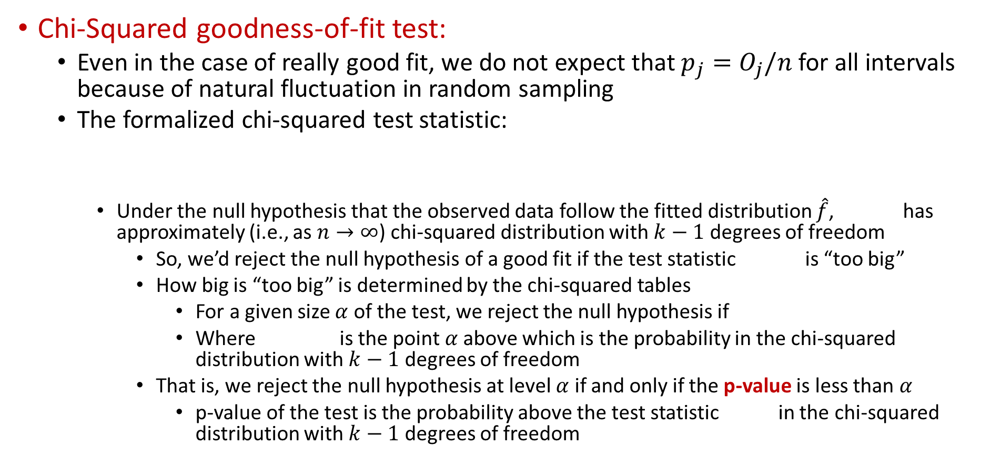 • Chi-Squared goodness-of-fit test:
• Even in the case of really good fit, we do not expect that p_j = O_j/n for all intervals
because of natural fluctuation in random sampling
• The formalized chi-squared test statistic:
• Under the null hypothesis that the observed data follow the fitted distribution f̂, has
approximately (i.e., as n → ∞) chi-squared distribution with k − 1 degrees of freedom
• So, we’d reject the null hypothesis of a good fit if the test statistic is “too big”
• How big is “too big” is determined by the chi-squared tables
• For a given size α of the test, we reject the null hypothesis if
• Where is the point α above which is the probability in the chi-squared
distribution with k − 1 degrees of freedom
• That is, we reject the null hypothesis at level α if and only if the p-value is less than α
• p-value of the test is the probability above the test statistic in the chi-squared
distribution with k − 1 degrees of freedom